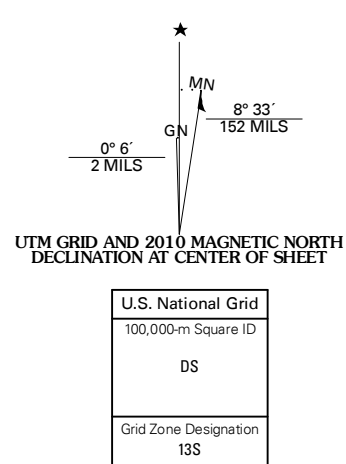 MN
GN
8° 33´
152 MILS
0° 6´
2 MILS
UTM GRID AND 2010 MAGNETIC NORTH
DECLINATION AT CENTER OF SHEET
U.S. National Grid
100,000-m Square ID
DS
Grid Zone Designation
13S